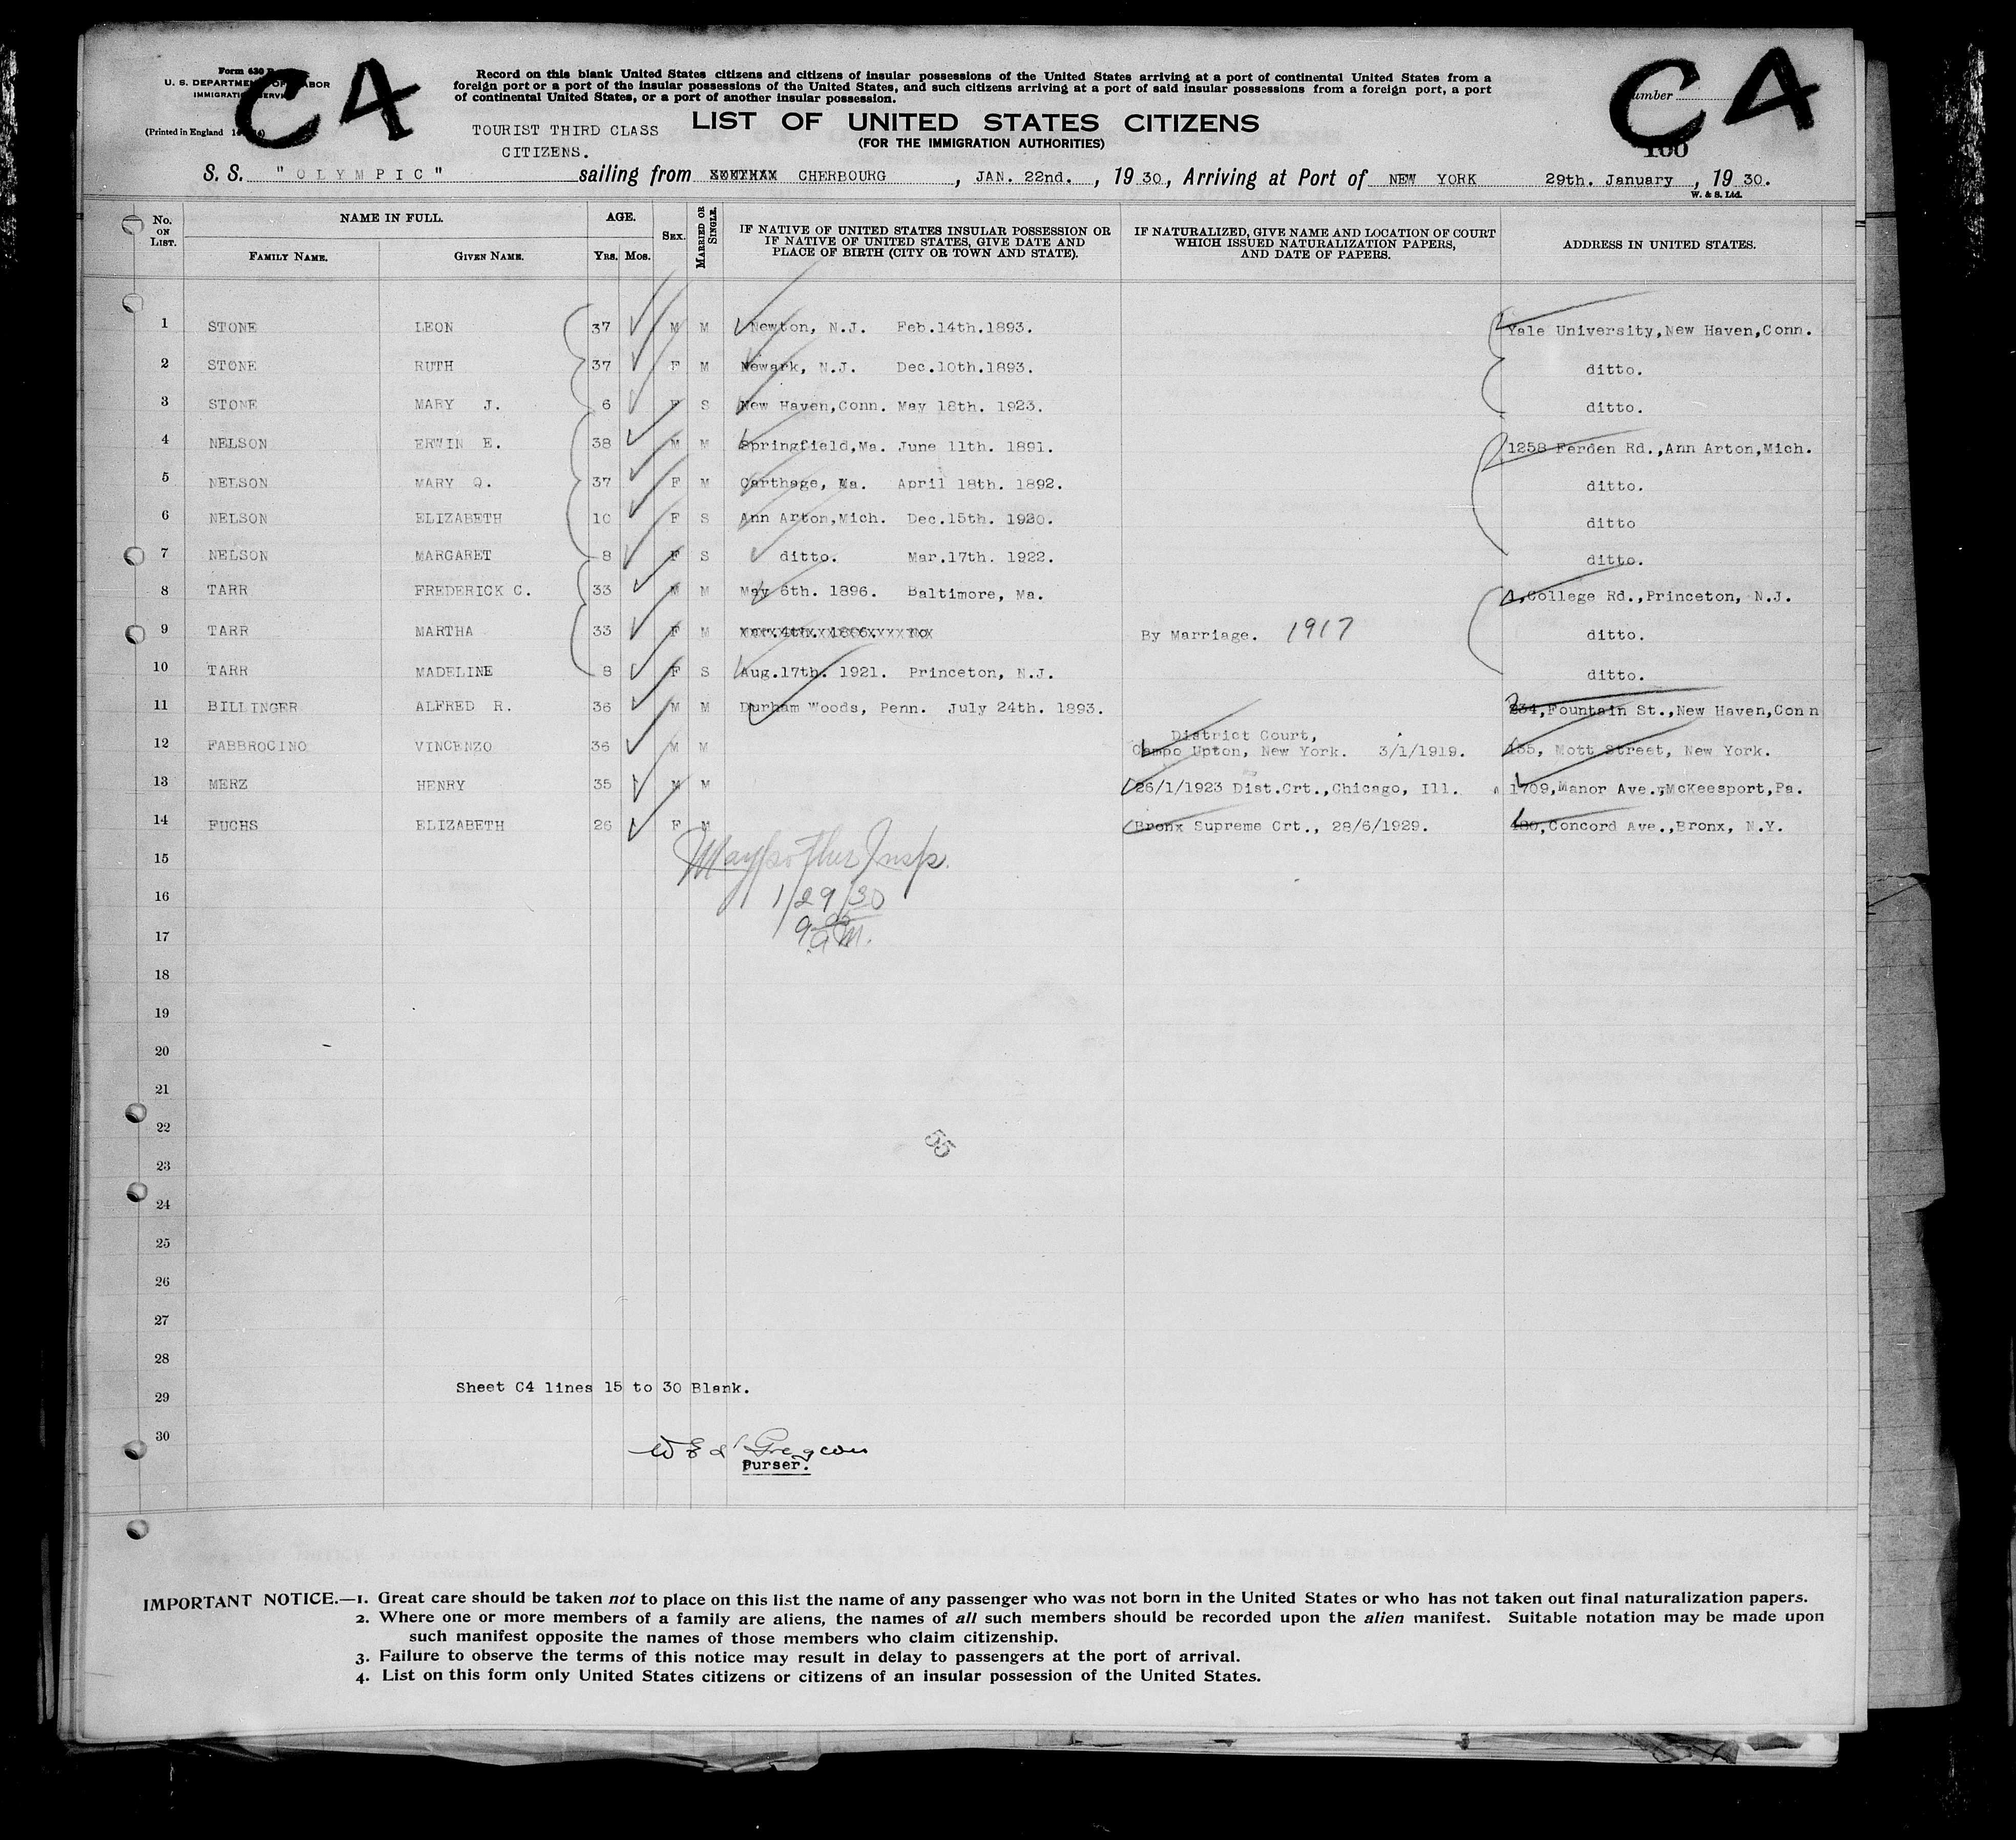 C4
C4
Form 630
U. S. DEPARTMENT OF LABOR
IMMIGRATION SERVICE
(Printed in England
Record on this blank United States citizens and citizens of insular possessions of the United States arriving at a port of continental United States from a
foreign port or a port of the insular possessions of the United States, and such citizens arriving at a port of said insular possessions from a foreign port, a port
of continental United States, or a port of another insular possession.
umber
100
TOURIST THIRD CLASS
CITIZENS.
LIST OF UNITED STATES CITIZENS
(FOR THE IMMIGRATION AUTHORITIES)
S. S. "OLYMPIC" sailing from CHERBOURG, JAN. 22nd., 1930, Arriving at Port of NEW YORK 29th. January, 1930.
W. & S. Ltd.
No. ON LIST. NAME IN FULL. AGE. SEX. MARRIED OR SINGLE. IF NATIVE OF UNITED STATES INSULAR POSSESSION OR IF NATIVE OF UNITED STATES, GIVE DATE AND PLACE OF BIRTH (CITY OR TOWN AND STATE). IF NATURALIZED, GIVE NAME AND LOCATION OF COURT WHICH ISSUED NATURALIZATION PAPERS, AND DATE OF PAPERS. ADDRESS IN UNITED STATES.
FAMILY NAME. GIVEN NAME. YRS. MOS.
1 STONE LEON 37 M M Newton, N.J. Feb.14th.1893. Yale University,New Haven,Conn.
2 STONE RUTH 37 F M Newark, N.J. Dec.10th.1893. ditto.
3 STONE MARY J. 6 F S New Haven,Conn. May 18th. 1923. ditto.
4 NELSON ERWIN E. 38 M M Springfield,Ma. June 11th. 1891. 1258 Ferden Rd.,Ann Arton,Mich.
5 NELSON MARY Q. 37 F M Carthage, Ma. April 18th. 1892. ditto.
6 NELSON ELIZABETH 10 F S Ann Arton,Mich. Dec.15th. 1920. ditto
7 NELSON MARGARET 8 F S ditto. Mar.17th. 1922. ditto.
8 TARR FREDERICK C. 33 M M May 6th. 1896. Baltimore, Ma. College Rd.,Princeton, N.J.
9 TARR MARTHA 33 F M By Marriage. 1917 ditto.
10 TARR MADELINE 8 F S Aug.17th. 1921. Princeton, N.J. ditto.
11 BILLINGER ALFRED R. 36 M M Durham Woods, Penn. July 24th. 1893. 234,Fountain St.,New Haven,Conn
12 FABBROCINO VINCENZO 36 M M District Court,
Campo Upton, New York. 3/1/1919. 135, Mott Street, New York.
13 MERZ HENRY 35 M M 26/1/1923 Dist.Crt.,Chicago, Ill. 1709,Manor Ave.,McKeesport,Pa.
14 FUCHS ELIZABETH 26 F M Bronx Supreme Crt., 28/6/1929. Concord Ave.,Bronx, N.Y.
15
Insp.
16
1/29/30
17
9 00 a.M.
18
19
20
21
22
55
23
24
25
26
27
28
29
Sheet C4 lines 15 to 30 Blank.
30
Purser.
IMPORTANT NOTICE.—1. Great care should be taken not to place on this list the name of any passenger who was not born in the United States or who has not taken out final naturalization papers.
2. Where one or more members of a family are aliens, the names of all such members should be recorded upon the alien manifest. Suitable notation may be made upon
such manifest opposite the names of those members who claim citizenship.
3. Failure to observe the terms of this notice may result in delay to passengers at the port of arrival.
4. List on this form only United States citizens or citizens of an insular possession of the United States.